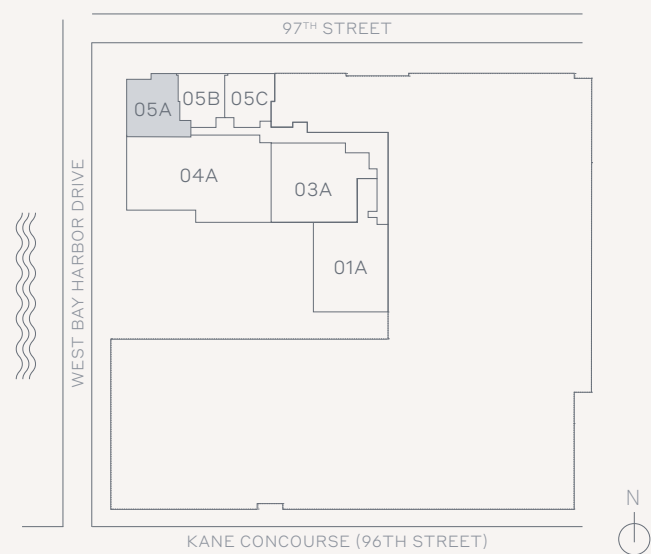 97TH STREET
05A
05B
05C
04A
03A
01A
WEST BAY HARBOR DRIVE
KANE CONCOURSE (96TH STREET)
N